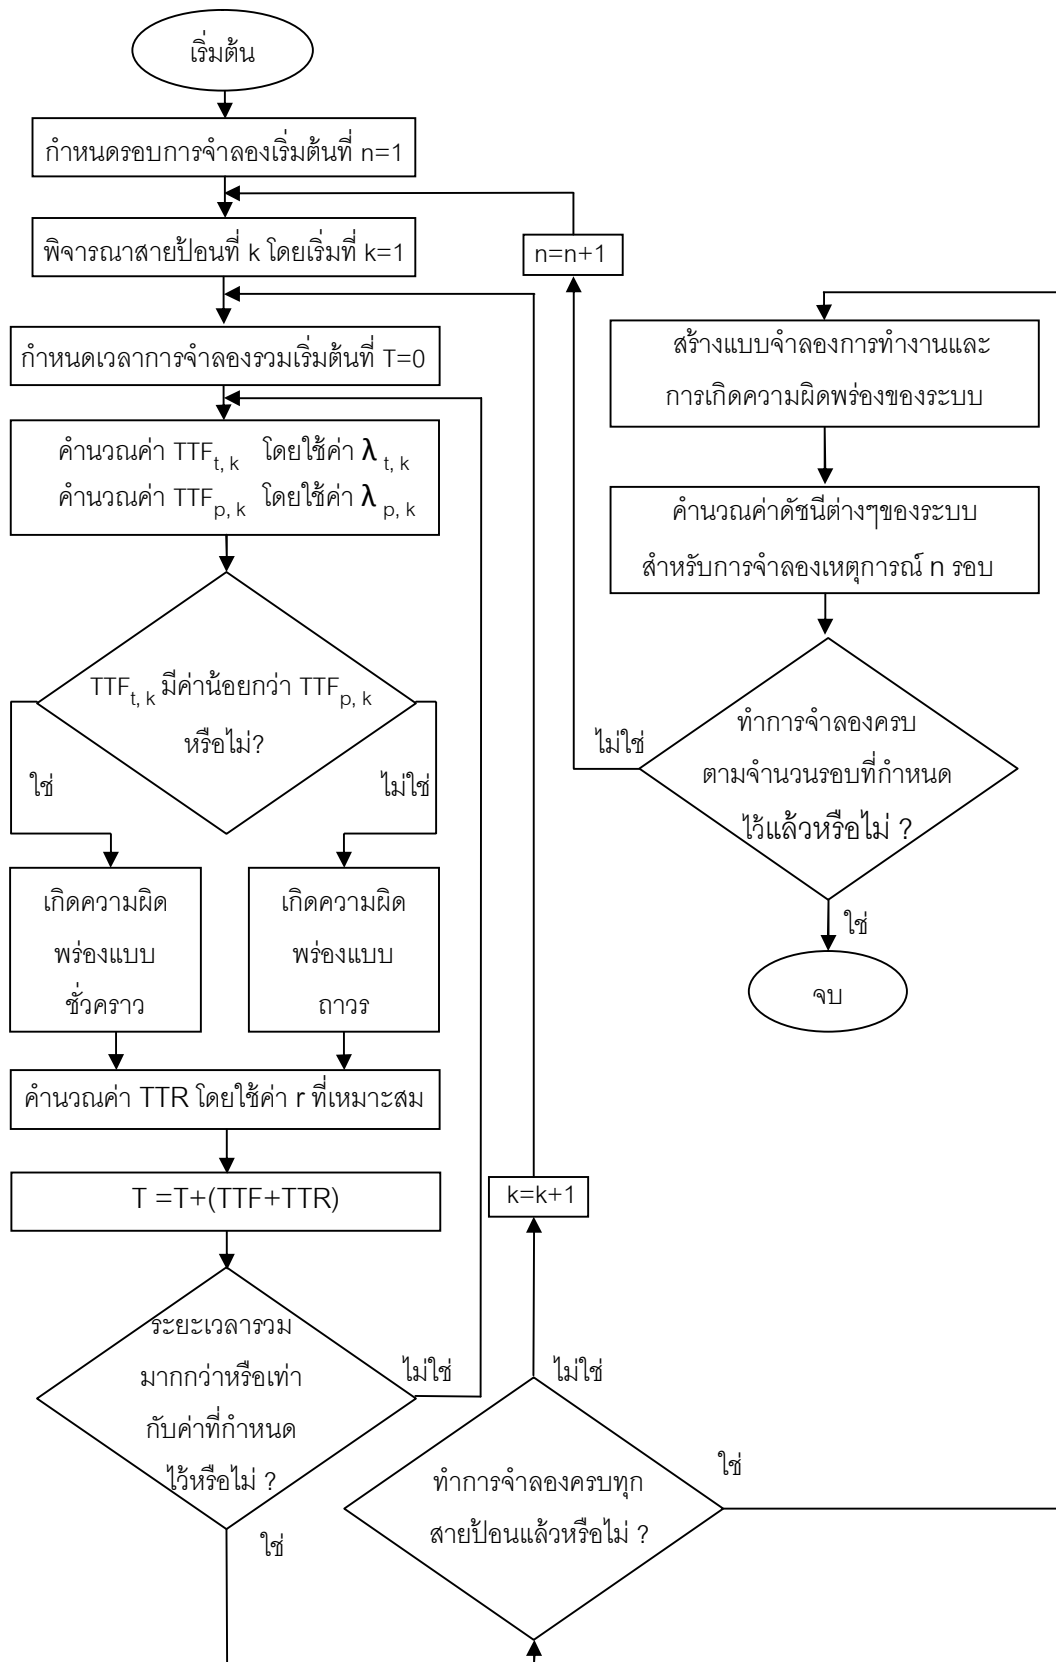 เริ่มต้น
กำหนดรอบการจำลองเริ่มต้นที่ n=1
พิจารณาสายป้อนที่ k โดยเริ่มที่ k=1
กำหนดเวลาการจำลองรวมเริ่มต้นที่ T=0
คำนวณค่า TTF t, k โดยใช้ค่า λ t, k
คำนวณค่า TTF p, k โดยใช้ค่า λ p, k
TTF t, k มีค่าน้อยกว่า TTF p, k
หรือไม่?
ใช่
ไม่ใช่
เกิดความผิด
พร่องแบบ
ชั่วคราว
เกิดความผิด
พร่องแบบ
ถาวร
คำนวณค่า TTR โดยใช้ค่า r ที่เหมาะสม
T =T+(TTF+TTR)
ระยะเวลารวม
มากกว่าหรือเท่า
กับค่าที่กำหนด
ไว้หรือไม่ ?
ไม่ใช่
ใช่
ทำการจำลองครบทุก
สายป้อนแล้วหรือไม่ ?
ไม่ใช่
ใช่
k=k+1
n=n+1
สร้างแบบจำลองการทำงานและ
การเกิดความผิดพร่องของระบบ
คำนวณค่าดัชนีต่างๆของระบบ
สำหรับการจำลองเหตุการณ์ n รอบ
ทำการจำลองครบ
ตามจำนวนรอบที่กำหนด
ไว้แล้วหรือไม่ ?
ไม่ใช่
ใช่
จบ